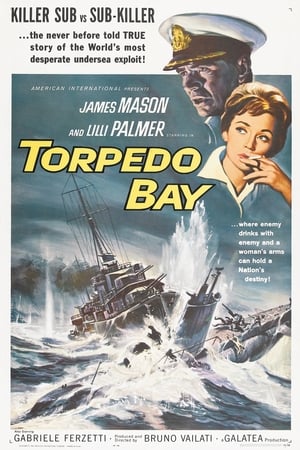 KILLER SUB vs SUB-KILLER
...the never before told TRUE
story of the World's most
desperate undersea exploit!
AMERICAN INTERNATIONAL PRESENTS
JAMES MASON
AND LILLI PALMER
STARRING IN
TORPEDO
BAY
...where enemy
drinks with
enemy and a
woman's arms
can hold a
Nation's
destiny!
Also Starring
GABRIELE FERZETTI · Produced and
Directed by BRUNO VAILATI · A GALATEA Production